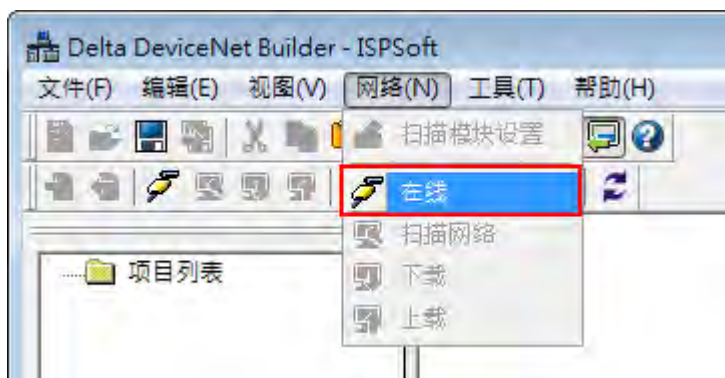 Delta DeviceNet Builder - ISPSoft
文件(F) 编辑(E) 视图(V) 网络(N) 工具(T) 帮助(H)
扫描模块设置
在线
扫描网络
项目列表
下载
上载